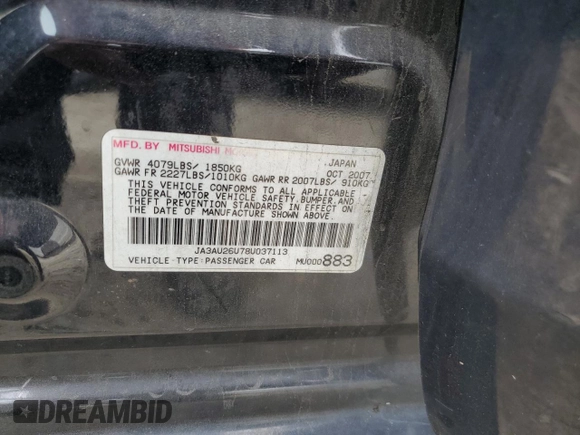 MFD. BY MITSUBISHI JAPAN
GVWR 4079LBS/ 1850KG OCT 2007
GAWR FR 2227LBS/1010KG GAWR RR 2007LBS/ 910KG
THIS VEHICLE CONFORMS TO ALL APPLICABLE
FEDERAL MOTOR VEHICLE SAFETY, BUMPER, AND
THEFT PREVENTION STANDARDS IN EFFECT ON
THE DATE OF MANUFACTURE SHOWN ABOVE.
JA3AU26U78U037113
VEHICLE TYPE: PASSENGER CAR MU000883
DREAMBID